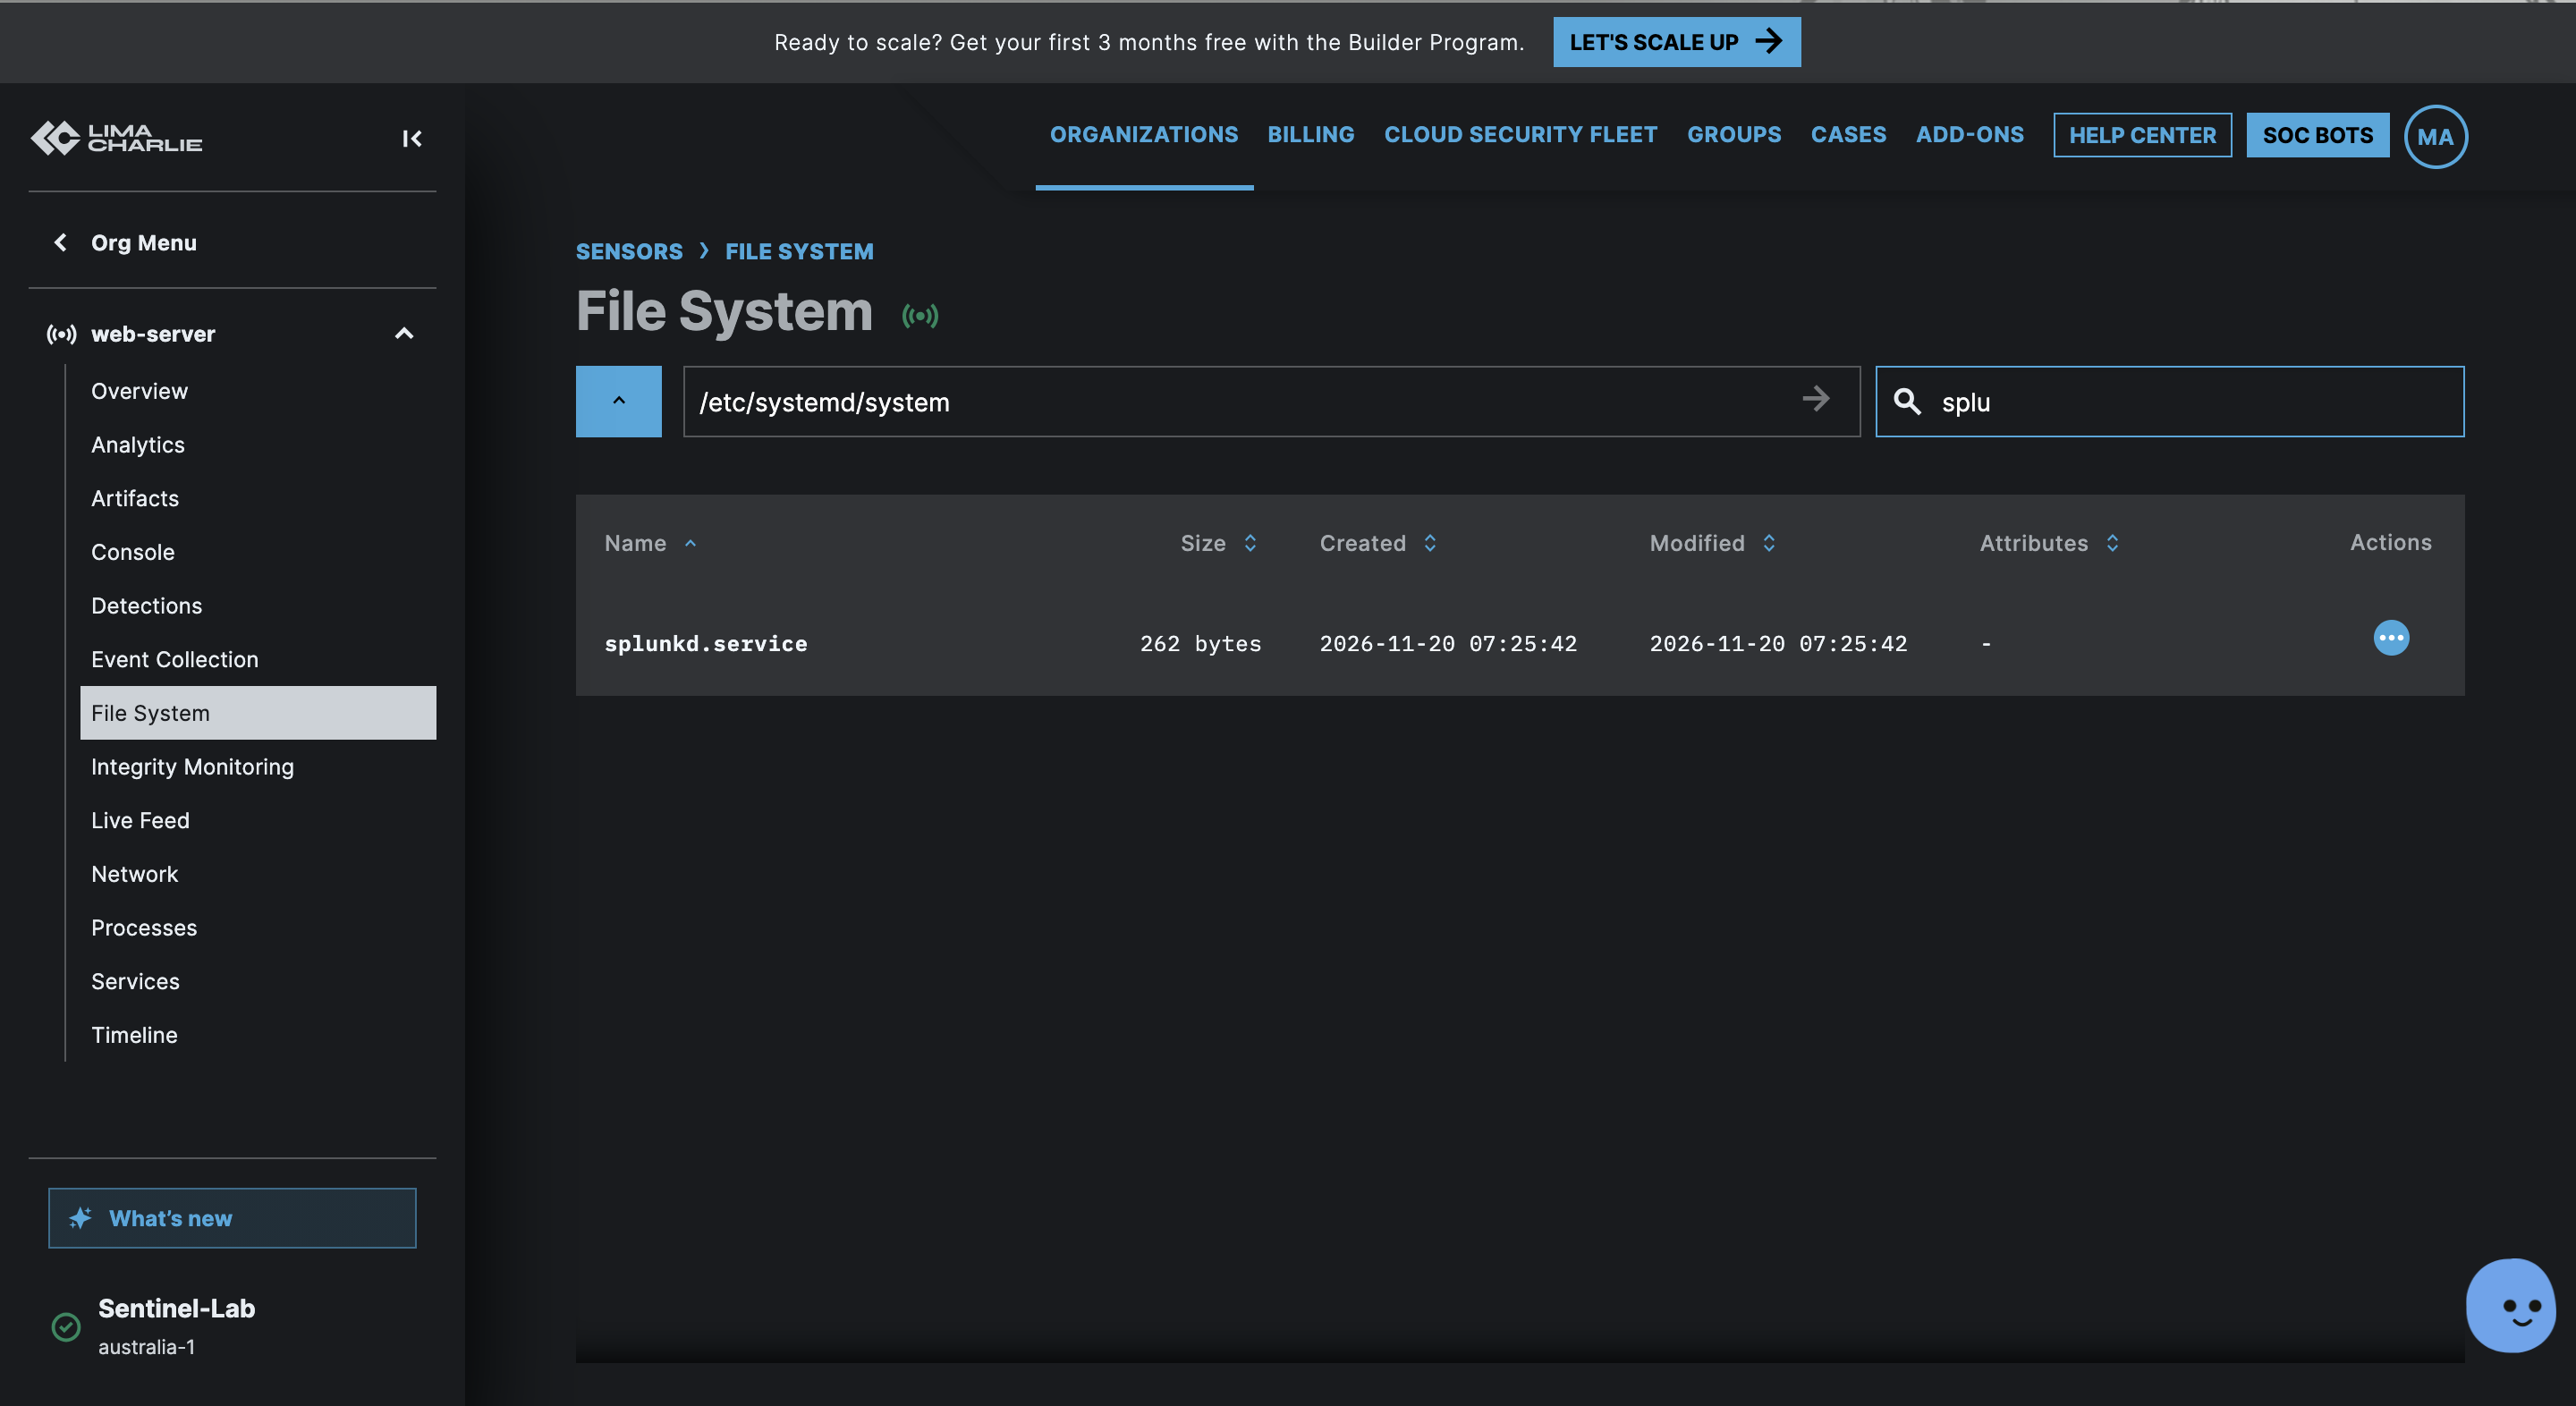 Ready to scale? Get your first 3 months free with the Builder Program. LET'S SCALE UP
LIMA
CHARLIE
ORGANIZATIONS BILLING CLOUD SECURITY FLEET GROUPS CASES ADD-ONS HELP CENTER SOC BOTS MA
Org Menu
web-server
Overview
Analytics
Artifacts
Console
Detections
Event Collection
File System
Integrity Monitoring
Live Feed
Network
Processes
Services
Timeline
What's new
Sentinel-Lab
australia-1
SENSORS > FILE SYSTEM
File System
/etc/systemd/system
splu
Name Size Created Modified Attributes Actions
splunkd.service 262 bytes 2026-11-20 07:25:42 2026-11-20 07:25:42 -